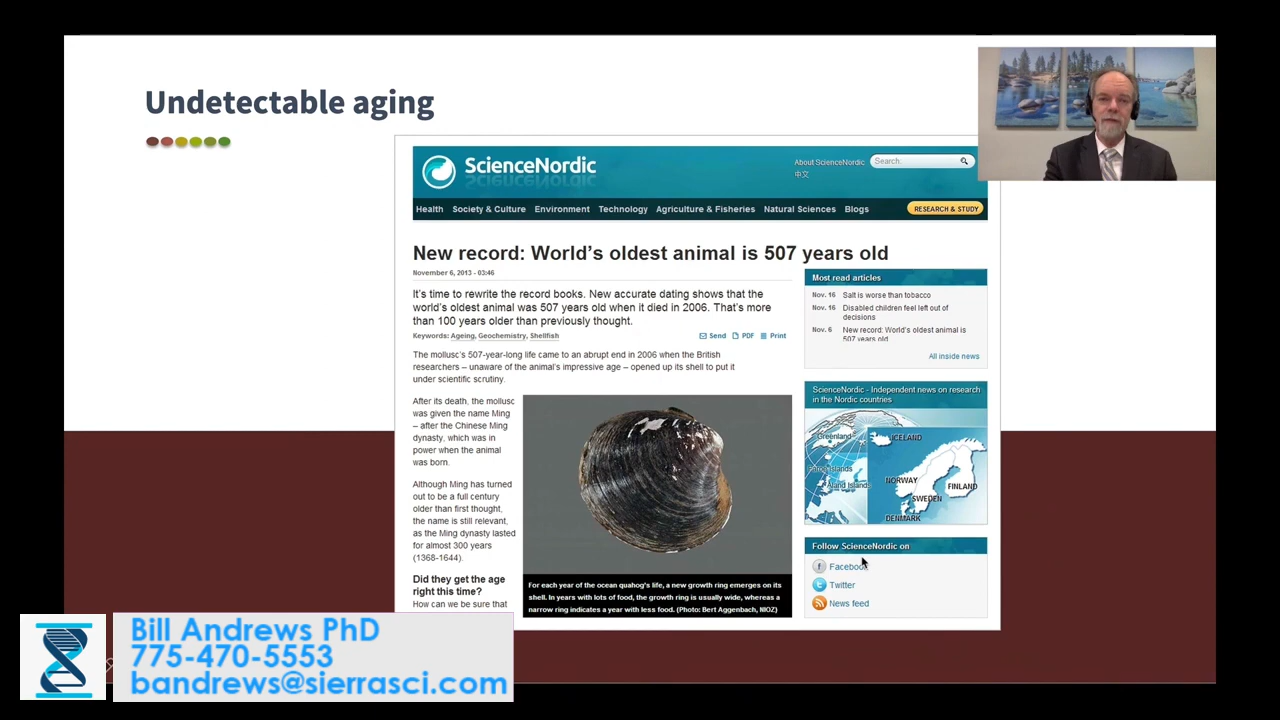 Undetectable aging
ScienceNordic
About ScienceNordic
中文
Search.
Health Society & Culture Environment Technology Agriculture & Fisheries Natural Sciences Blogs
RESEARCH & STUDY
New record: World's oldest animal is 507 years old
November 6, 2013 - 03:46
It's time to rewrite the record books. New accurate dating shows that the
world's oldest animal was 507 years old when it died in 2006. That's more
than 100 years older than previously thought.
Keywords: Ageing, Geochemistry, Shellfish
Send PDF Print
The mollusc's 507-year-long life came to an abrupt end in 2006 when the British
researchers – unaware of the animal's impressive age – opened up its shell to put it
under scientific scrutiny.
After its death, the mollusc
was given the name Ming
– after the Chinese Ming
dynasty, which was in
power when the animal
was born.
Although Ming has turned
out to be a full century
older than first thought,
the name is still relevant,
as the Ming dynasty lasted
for almost 300 years
(1368-1644).
Did they get the age
right this time?
How can we be sure that
For each year of the ocean quahog's life, a new growth ring emerges on its
shell. In years with lots of food, the growth ring is usually wide, whereas a
narrow ring indicates a year with less food. (Photo: Bert Aggenbach, NIOZ)
Most read articles
Nov. 16 Salt is worse than tobacco
Nov. 16 Disabled children feel left out of
decisions
Nov. 6 New record: World's oldest animal is
507 years old
All inside news
ScienceNordic - Independent news on research
in the Nordic countries
Greenland
ICELAND
Faroe Islands
Åland Islands
NORWAY
FINLAND
SWEDEN
DENMARK
Follow ScienceNordic on
Facebook
Twitter
News feed
Bill Andrews PhD
775-470-5553
bandrews@sierrasci.com